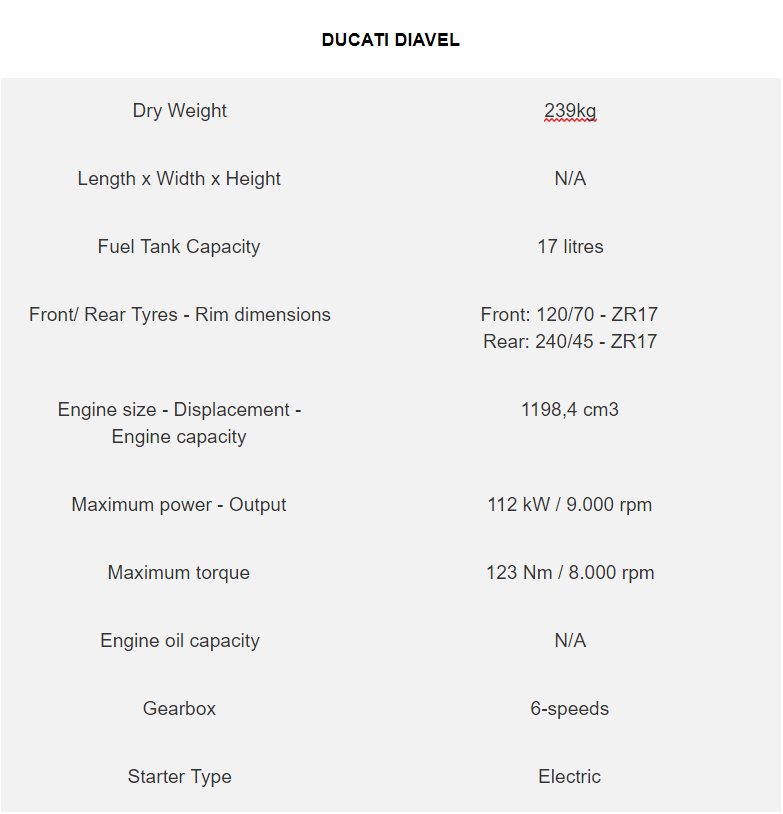 DUCATI DIAVEL
Dry Weight 239kg
Length x Width x Height N/A
Fuel Tank Capacity 17 litres
Front/ Rear Tyres - Rim dimensions Front: 120/70 - ZR17
Rear: 240/45 - ZR17
Engine size - Displacement - 1198,4 cm3
Engine capacity
Maximum power - Output 112 kW / 9.000 rpm
Maximum torque 123 Nm / 8.000 rpm
Engine oil capacity N/A
Gearbox 6-speeds
Starter Type Electric